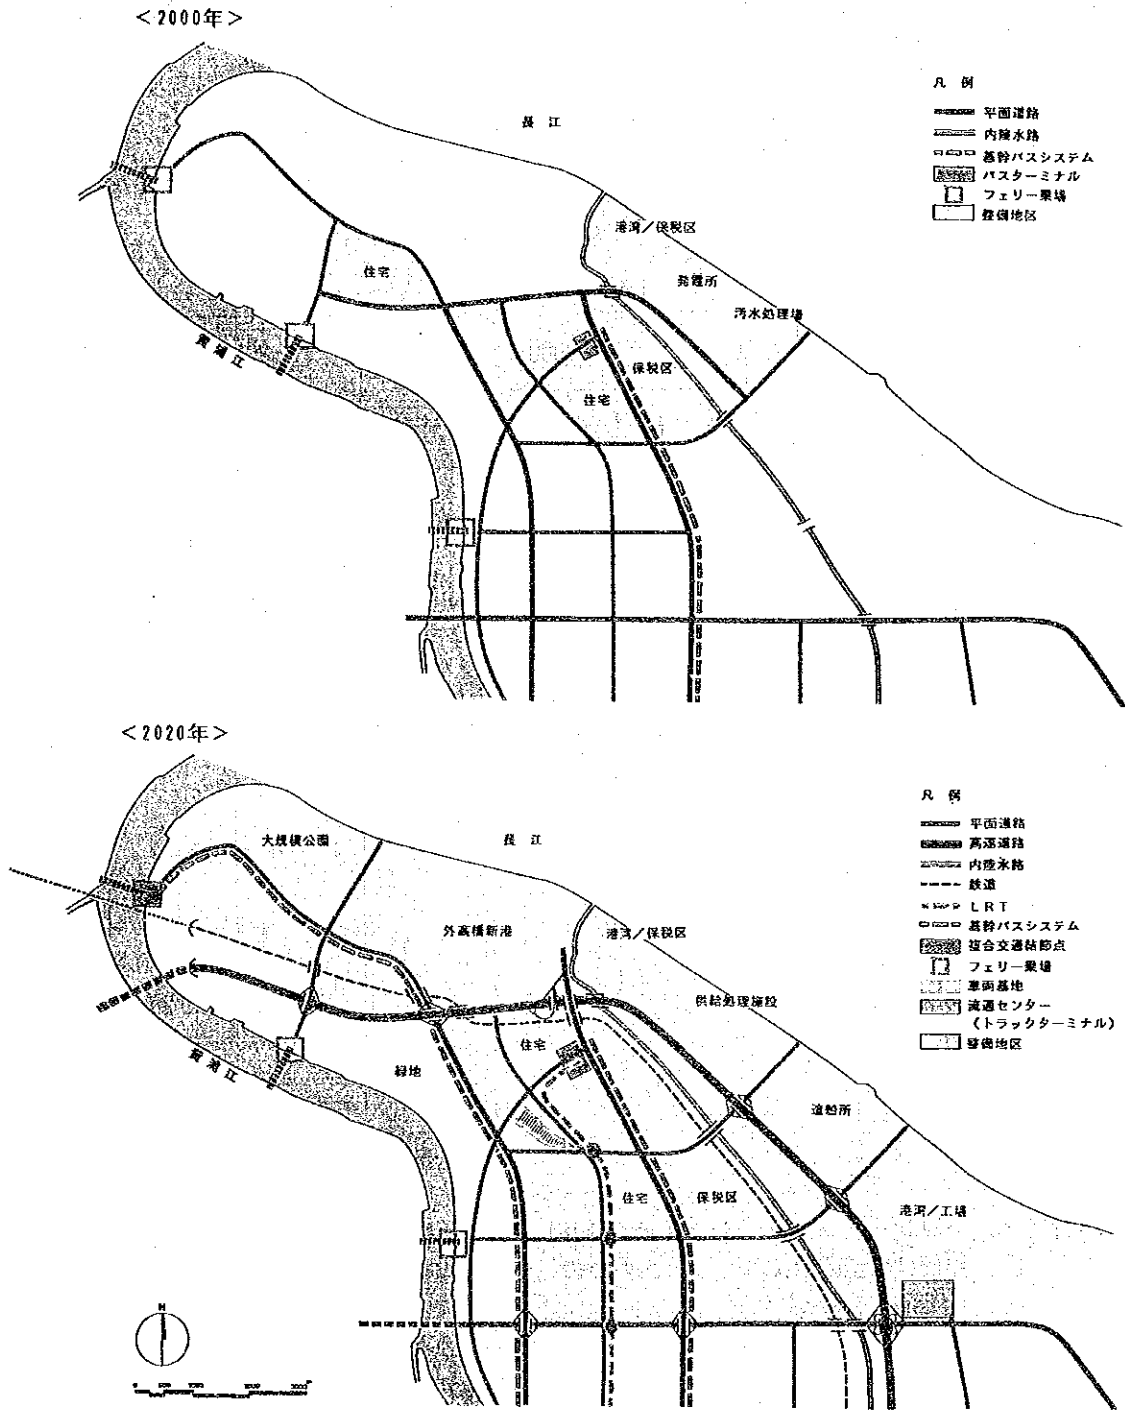 <2000年>
凡 例
平面道路
内陸水路
基幹バスシステム
バスターミナル
フェリー乗場
整備地区
長 江
港湾／保税区
住宅
発電所
汚水処理場
黄浦江
保税区
住宅
<2020年>
凡 例
平面道路
高速道路
内陸水路
鉄道
LRT
基幹バスシステム
複合交通結節点
フェリー乗場
車両基地
流通センター
(トラックターミナル)
整備地区
大規模公園
長 江
外高橋新港
港湾／保税区
供給処理施設
住宅
緑地
黄浦江
造船所
住宅
保税区
港湾／工場
N
0